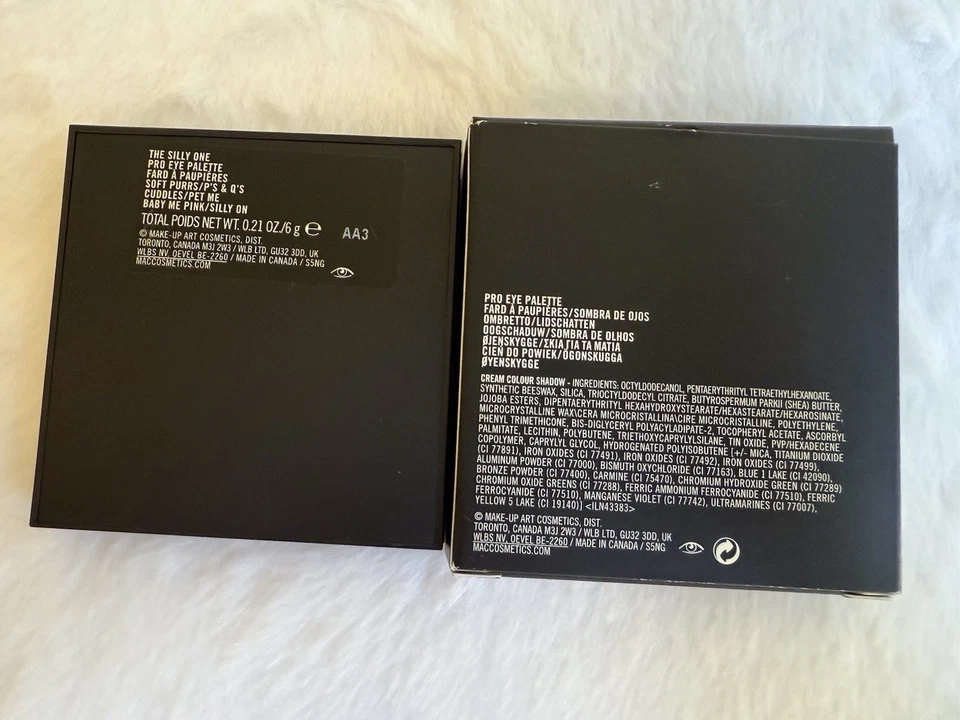 THE SILLY ONE
PRO EYE PALETTE
FARD À PAUPIÈRES
SOFT PURRS/P'S & Q'S
CUDDLES/PET ME
BABY ME PINK/SILLY ON
TOTAL POIDS NET WT. 0.21 OZ./6 g ℮
AA3
© MAKE-UP ART COSMETICS, DIST.
TORONTO, CANADA M3J 2W3 / WLB LTD, GU32 3DD, UK
WLBS NV, OEVEL BE-2260 / MADE IN CANADA / S5NG
MACCOSMETICS.COM
PRO EYE PALETTE
FARD À PAUPIÈRES/SOMBRA DE OJOS
OMBRETTO/LIDSCHATTEN
OOGSCHADUW/SOMBRA DE OLHOS
ØJENSKYGGE/ΣΚΙΑ ΓΙΑ ΤΑ ΜΑΤΙΑ
CIEŃ DO POWIEK/ÖGONSKUGGA
ØYENSKYGGE
CREAM COLOUR SHADOW - INGREDIENTS: OCTYLDODECANOL, PENTAERYTHRITYL TETRAETHYLHEXANOATE,
SYNTHETIC BEESWAX, SILICA, TRIOCTYLDODECYL CITRATE, BUTYROSPERMUM PARKII (SHEA) BUTTER,
JOJOBA ESTERS, DIPENTAERYTHRITYL HEXAHYDROXYSTEARATE/HEXASTEARATE/HEXAROSINATE,
MICROCRYSTALLINE WAX\CERA MICROCRISTALLINA\CIRE MICROCRISTALLINE, POLYETHYLENE,
PHENYL TRIMETHICONE, BIS-DIGLYCERYL POLYACYLADIPATE-2, TOCOPHERYL ACETATE, ASCORBYL
PALMITATE, LECITHIN, POLYBUTENE, TRIETHOXYCAPRYLYLSILANE, TIN OXIDE, PVP/HEXADECENE
COPOLYMER, CAPRYLYL GLYCOL, HYDROGENATED POLYISOBUTENE [+/- MICA, TITANIUM DIOXIDE
(CI 77891), IRON OXIDES (CI 77491), IRON OXIDES (CI 77492), IRON OXIDES (CI 77499),
ALUMINUM POWDER (CI 77000), BISMUTH OXYCHLORIDE (CI 77163), BLUE 1 LAKE (CI 42090),
BRONZE POWDER (CI 77400), CARMINE (CI 75470), CHROMIUM HYDROXIDE GREEN (CI 77289)
CHROMIUM OXIDE GREENS (CI 77288), FERRIC AMMONIUM FERROCYANIDE (CI 77510), FERRIC
FERROCYANIDE (CI 77510), MANGANESE VIOLET (CI 77742), ULTRAMARINES (CI 77007),
YELLOW 5 LAKE (CI 19140)] <ILN43383>
© MAKE-UP ART COSMETICS, DIST.
TORONTO, CANADA M3J 2W3 / WLB LTD, GU32 3DD, UK
WLBS NV, OEVEL BE-2260 / MADE IN CANADA / S5NG
MACCOSMETICS.COM